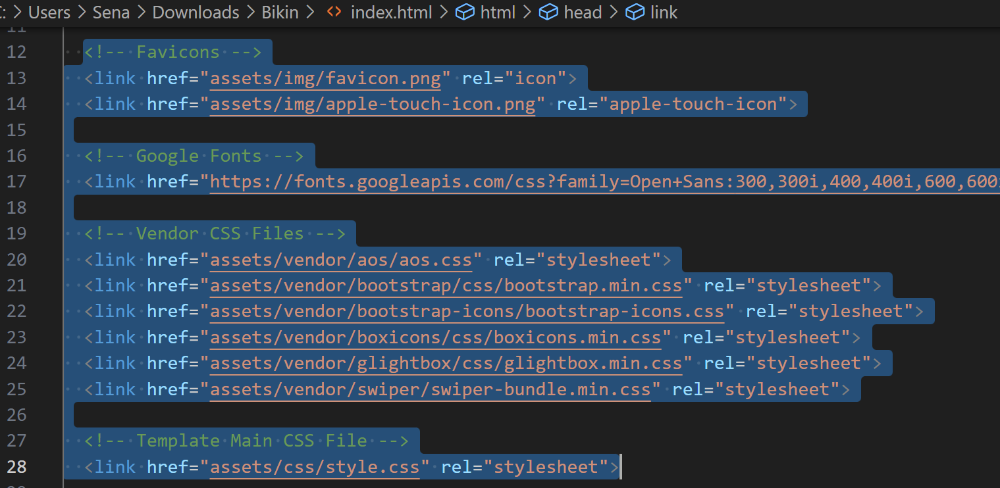 : > Users > Sena > Downloads > Bikin > <> index.html > html > head > link
11
12 <!-- Favicons -->
13 <link href="assets/img/favicon.png" rel="icon">
14 <link href="assets/img/apple-touch-icon.png" rel="apple-touch-icon">
15
16 <!-- Google Fonts -->
17 <link href="https://fonts.googleapis.com/css?family=Open+Sans:300,300i,400,400i,600,600
18
19 <!-- Vendor CSS Files -->
20 <link href="assets/vendor/aos/aos.css" rel="stylesheet">
21 <link href="assets/vendor/bootstrap/css/bootstrap.min.css" rel="stylesheet">
22 <link href="assets/vendor/bootstrap-icons/bootstrap-icons.css" rel="stylesheet">
23 <link href="assets/vendor/boxicons/css/boxicons.min.css" rel="stylesheet">
24 <link href="assets/vendor/glightbox/css/glightbox.min.css" rel="stylesheet">
25 <link href="assets/vendor/swiper/swiper-bundle.min.css" rel="stylesheet">
26
27 <!-- Template Main CSS File -->
28 <link href="assets/css/style.css" rel="stylesheet">